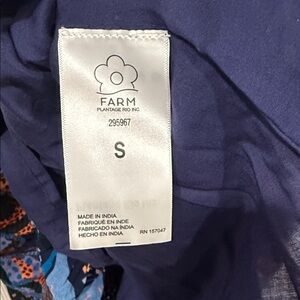 FARM
PLANTAGE RIO INC
295967
S
MADE IN INDIA
FABRIQUÉ EN INDE
FABRICADO NA ÍNDIA
HECHO EN INDIA
RN 157047